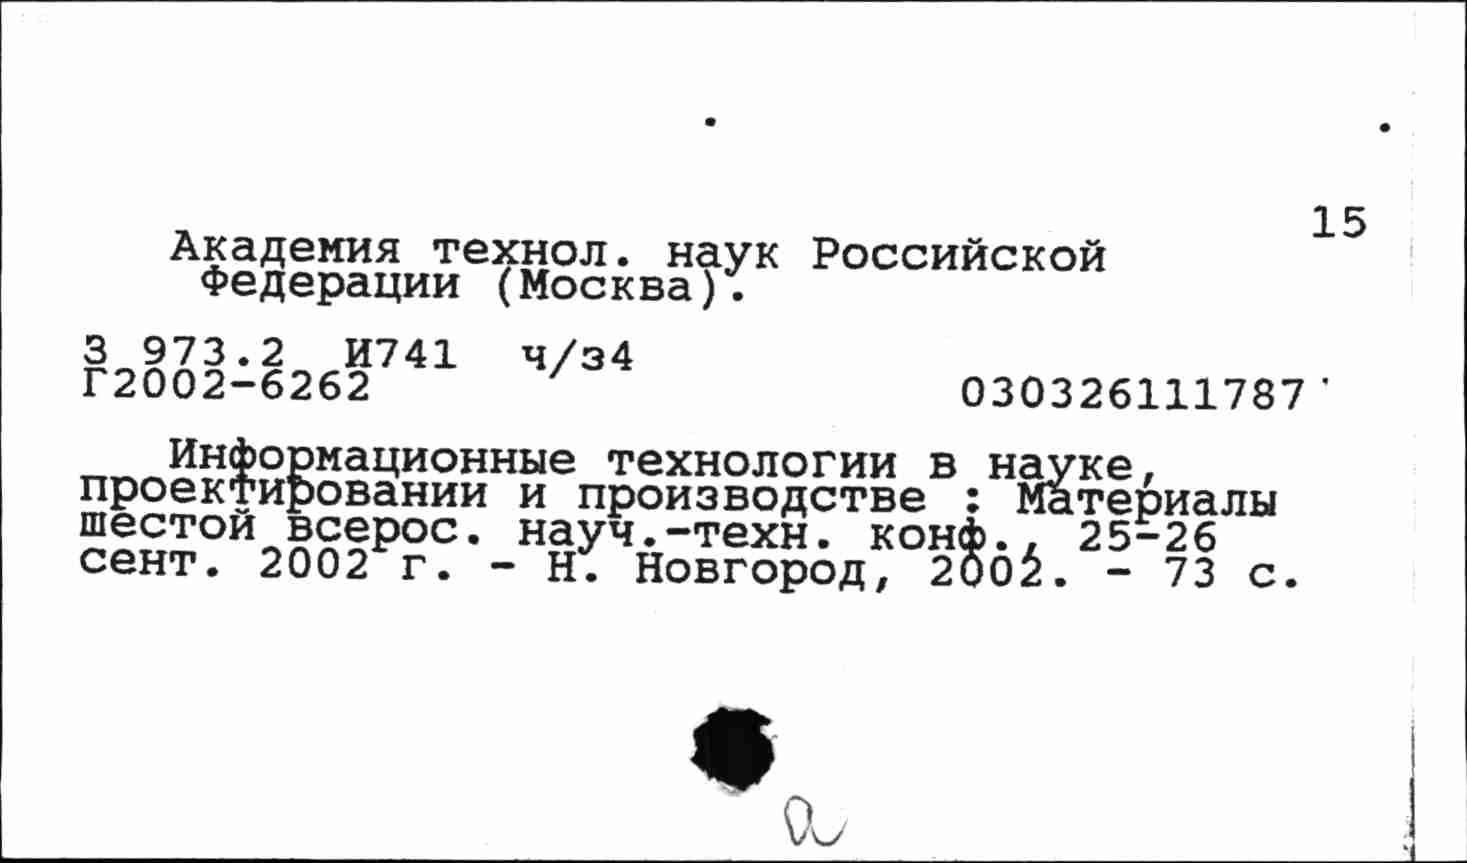 15
Академия технол. наук Российской
Федерации (Москва).
З 973.2 И741 ч/з4
Г2002-6262
030326111787
Информационные технологии в науке,
проектировании и производстве : Материалы
шестой всерос. науч.-техн. конф., 25-26
сент. 2002 г. - Н. Новгород, 2002. - 73 с.
а